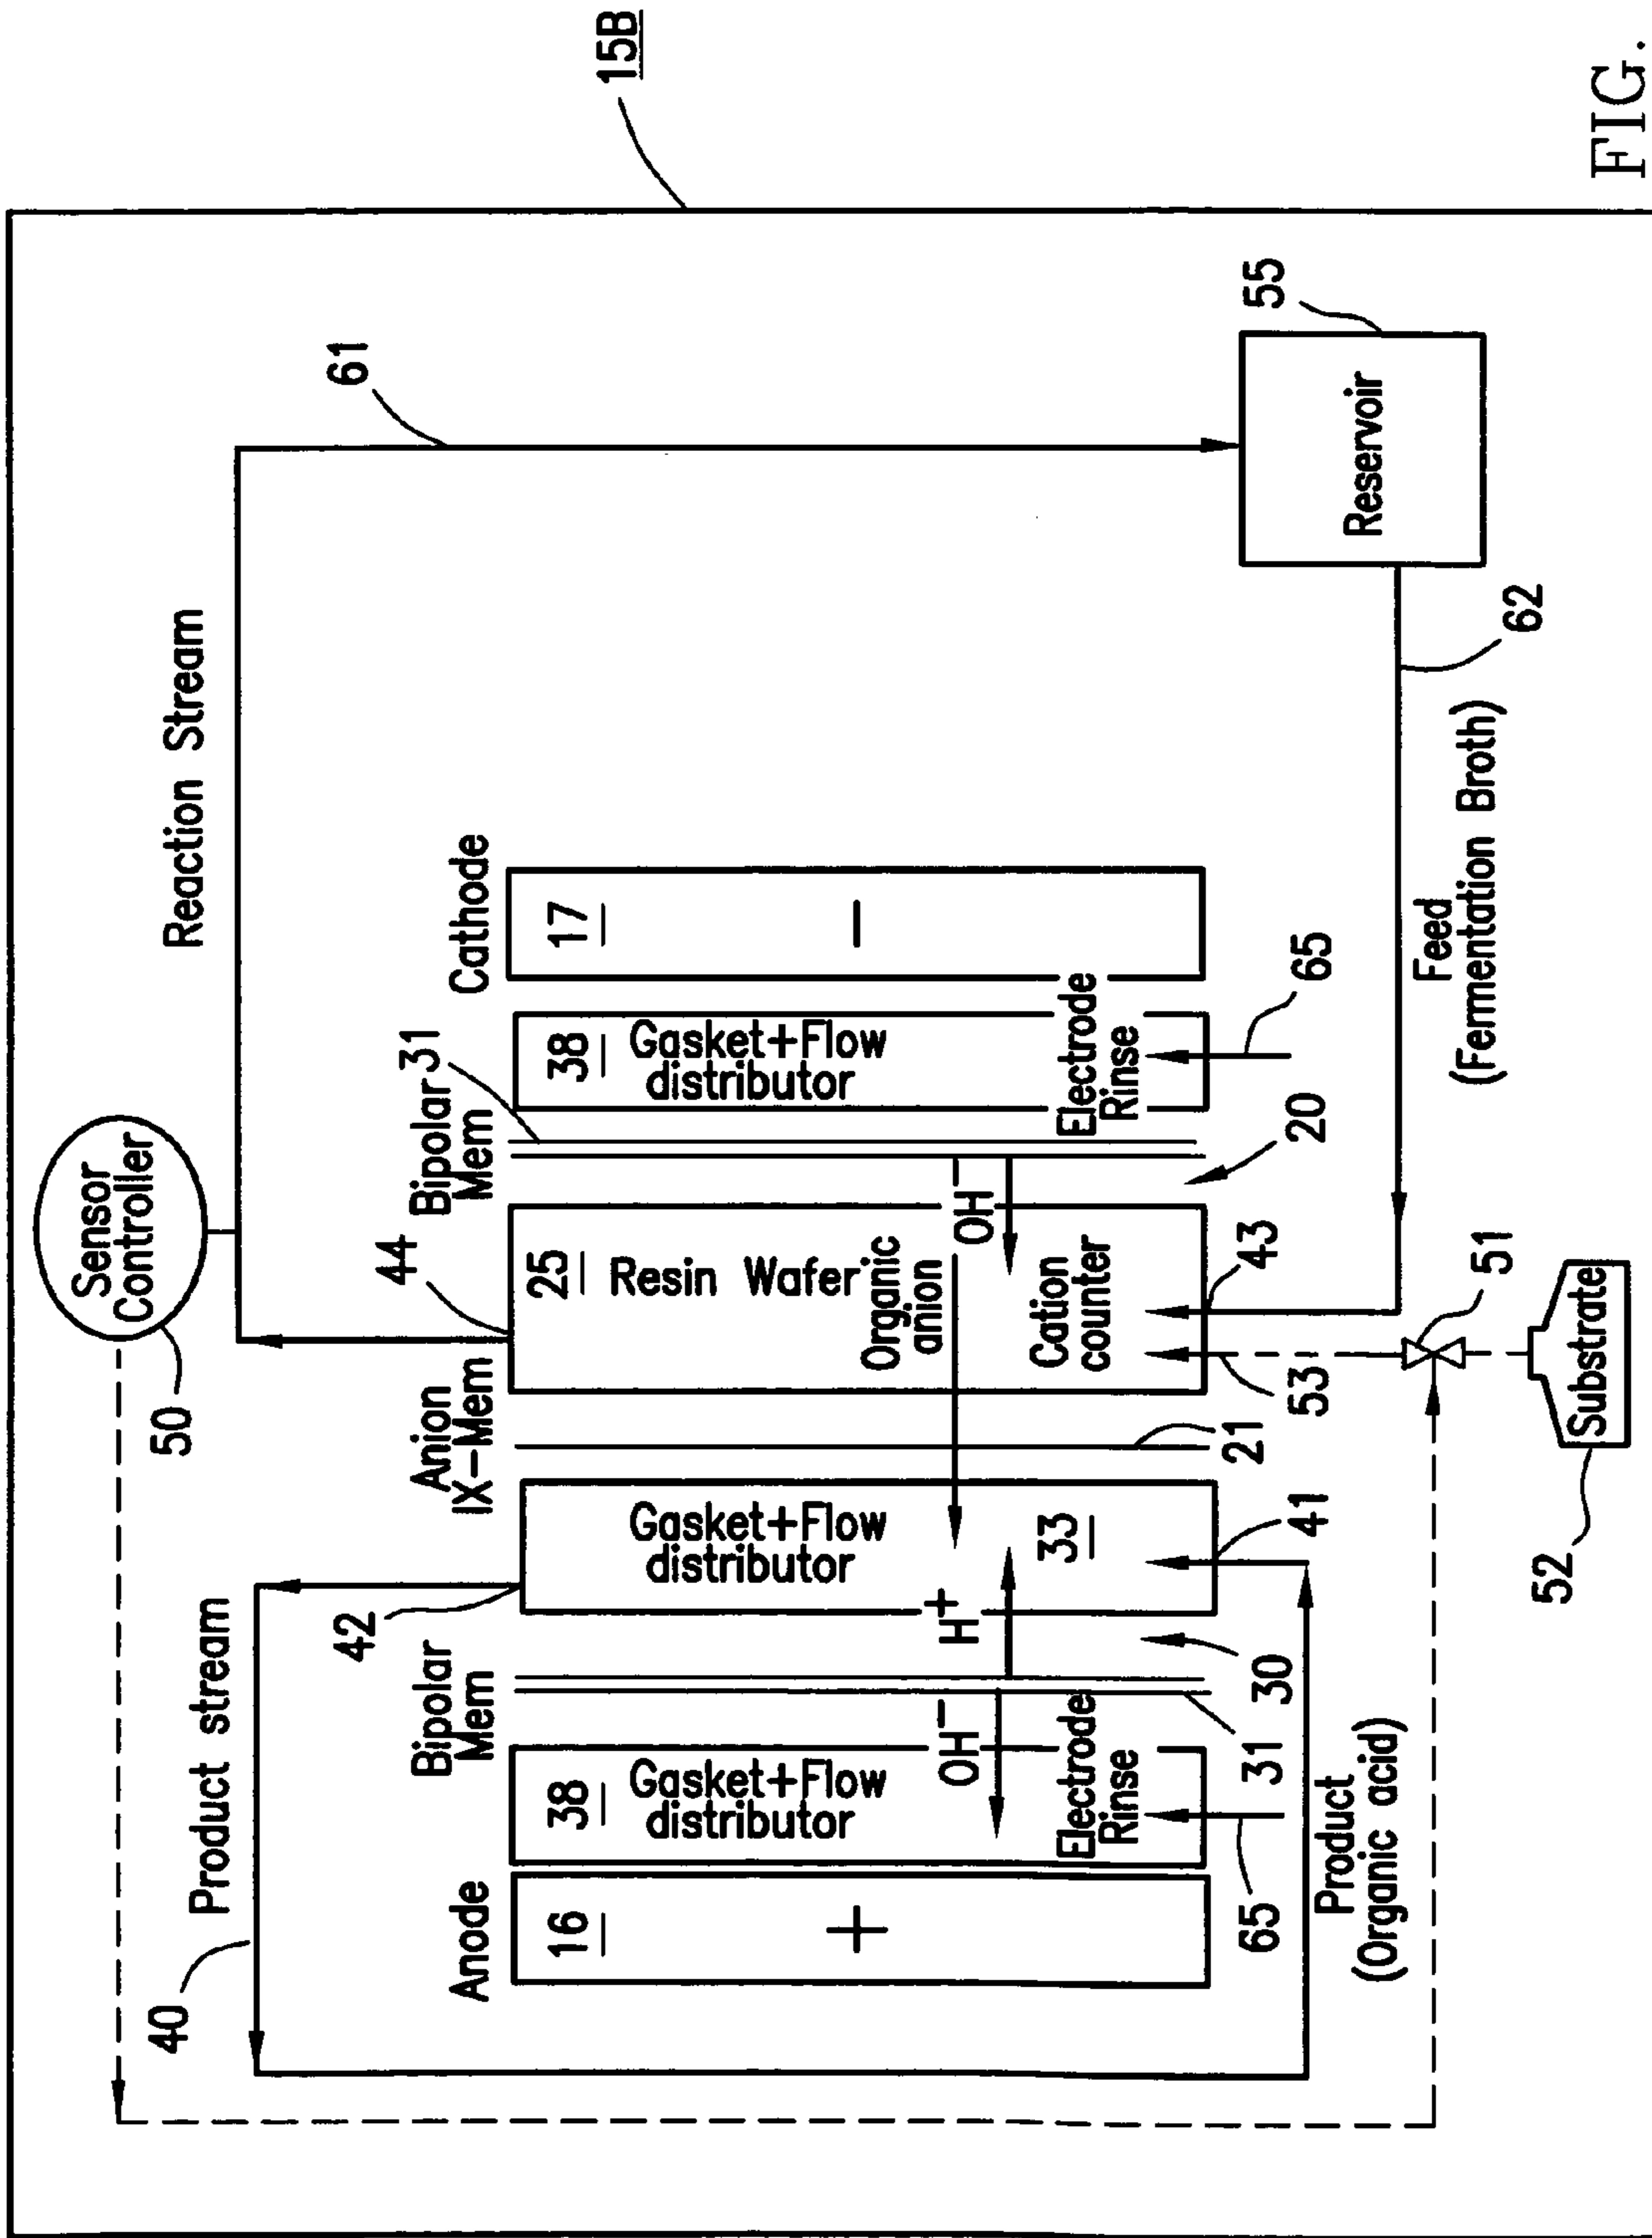 15B
Sensor
Controller
50
Reaction Stream
61
Product stream
40
42
44
Anode
Bipolar
Mem
Anion
IX-Mem
Bipolar
Mem
31
Cathode
16
+
38
Gasket+Flow
distributor
OH-
Electrode
Rinse
65
31
H+
30
Gasket+Flow
distributor
33
41
21
25
Resin Wafer
Organic
anion
OH-
Cation
counter
43
53
20
38
Gasket+Flow
distributor
Electrode
Rinse
65
17
-
Reservoir
55
62
Feed
(Fermentation Broth)
Product
(Organic acid)
51
Substrate
52
FIG.